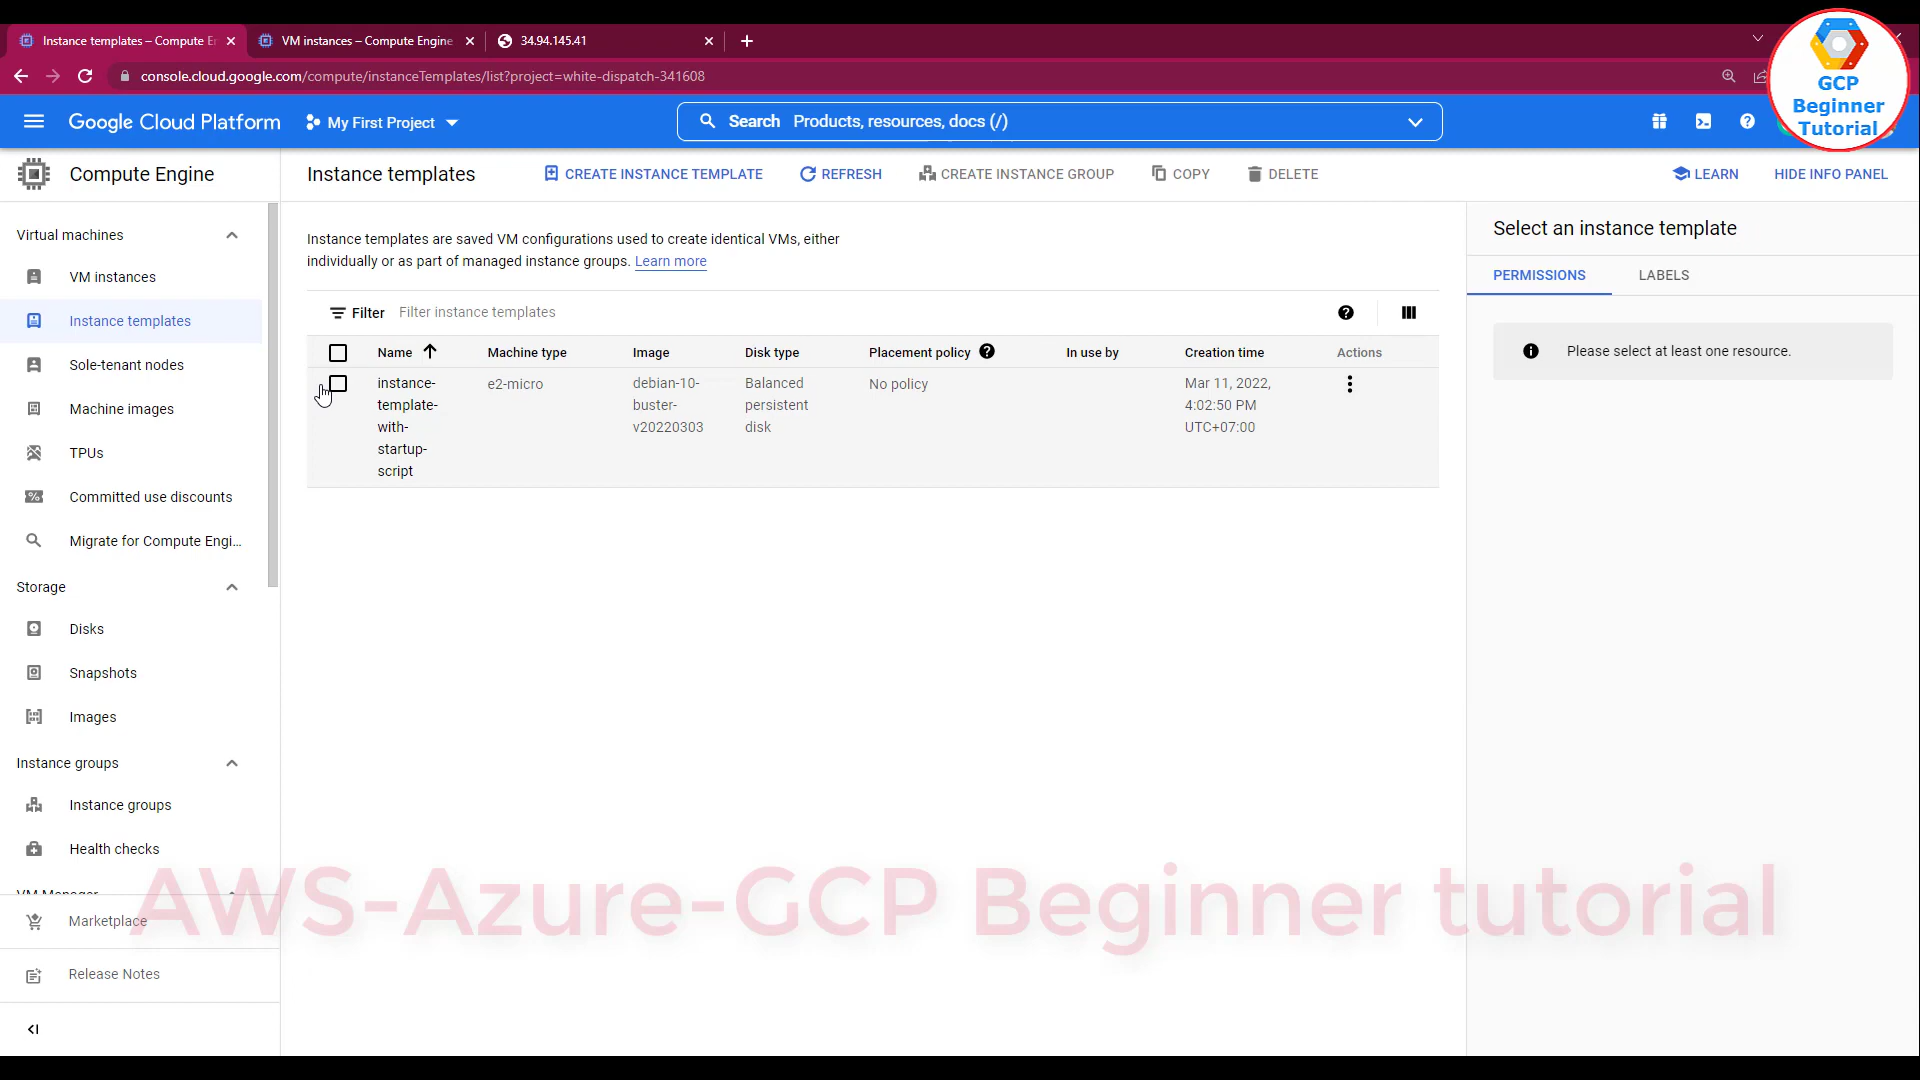 Instance templates – Compute E
VM instances – Compute Engine
34.94.145.41
console.cloud.google.com/compute/instanceTemplates/list?project=white-dispatch-341608
GCP
Beginner
Tutorial
Google Cloud Platform
My First Project
Search Products, resources, docs (/)
Compute Engine
Instance templates
CREATE INSTANCE TEMPLATE
REFRESH
CREATE INSTANCE GROUP
COPY
DELETE
LEARN
HIDE INFO PANEL
Virtual machines
VM instances
Instance templates
Sole-tenant nodes
Machine images
TPUs
Committed use discounts
Migrate for Compute Engi...
Storage
Disks
Snapshots
Images
Instance groups
Instance groups
Health checks
VM Manager
Marketplace
Release Notes
Instance templates are saved VM configurations used to create identical VMs, either
individually or as part of managed instance groups. Learn more
Filter Filter instance templates
Name Machine type Image Disk type Placement policy In use by Creation time Actions
instance- e2-micro debian-10- Balanced No policy Mar 11, 2022,
template- buster- persistent 4:02:50 PM
with- v20220303 disk UTC+07:00
startup-
script
Select an instance template
PERMISSIONS LABELS
Please select at least one resource.
AWS-Azure-GCP Beginner tutorial